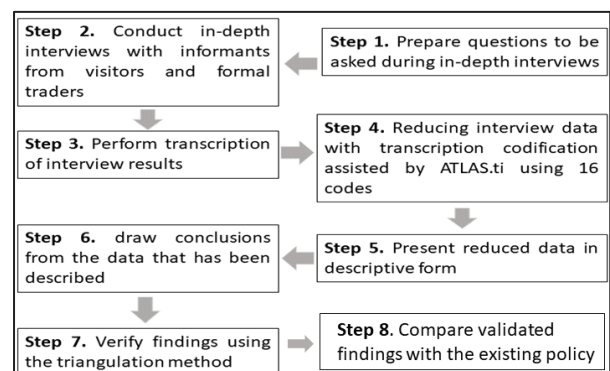 Step 1. Prepare questions to be
asked during in-depth interviews
Step 2. Conduct in-depth
interviews with informants
from visitors and formal
traders
Step 3. Perform transcription
of interview results
Step 4. Reducing interview data
with transcription codification
assisted by ATLAS.ti using 16
codes
Step 5. Present reduced data in
descriptive form
Step 6. draw conclusions
from the data that has been
described
Step 7. Verify findings using
the triangulation method
Step 8. Compare validated
findings with the existing policy